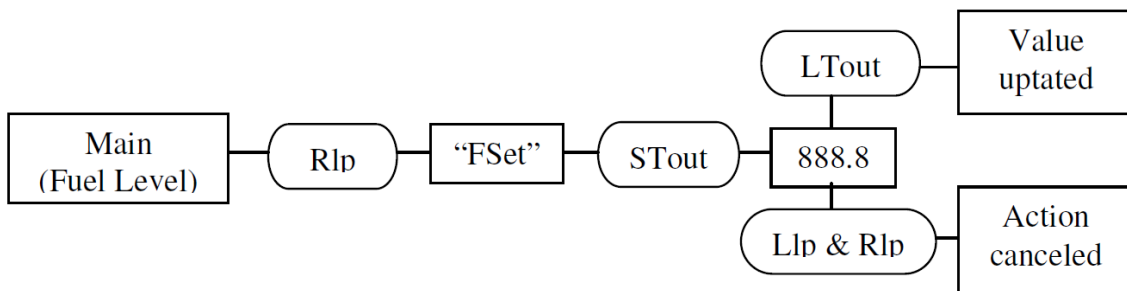 Main
(Fuel Level)
Rlp
“FSet”
STout
888.8
LTout
Value
uptated
Llp & Rlp
Action
canceled